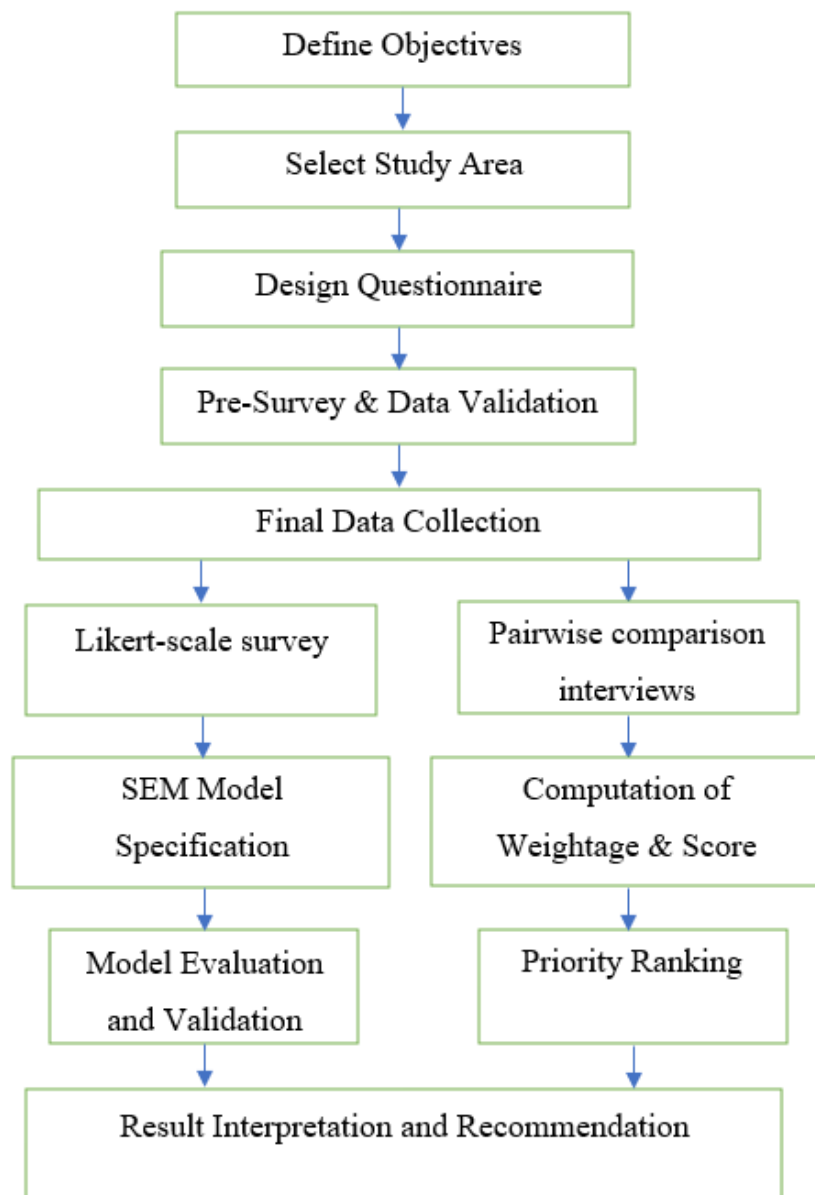 Define Objectives
Select Study Area
Design Questionnaire
Pre-Survey & Data Validation
Final Data Collection
Likert-scale survey
Pairwise comparison
interviews
SEM Model
Specification
Computation of
Weightage & Score
Model Evaluation
and Validation
Priority Ranking
Result Interpretation and Recommendation